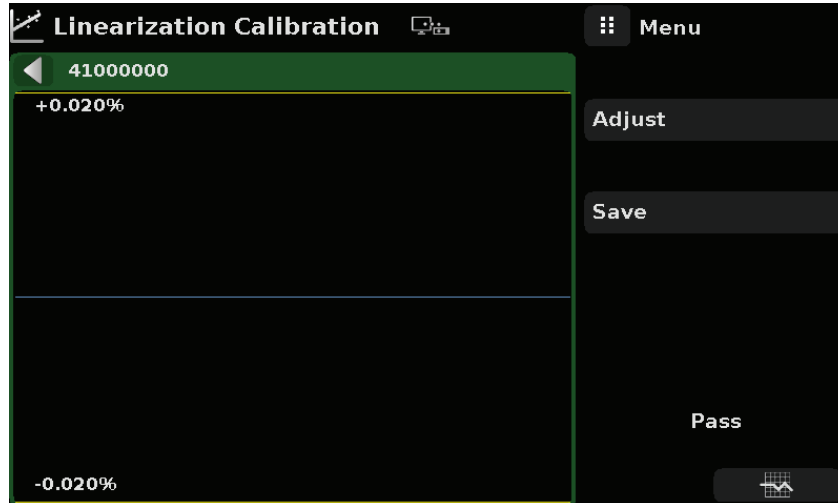 Linearization Calibration
Menu
41000000
+0.020%
Adjust
Save
Pass
-0.020%